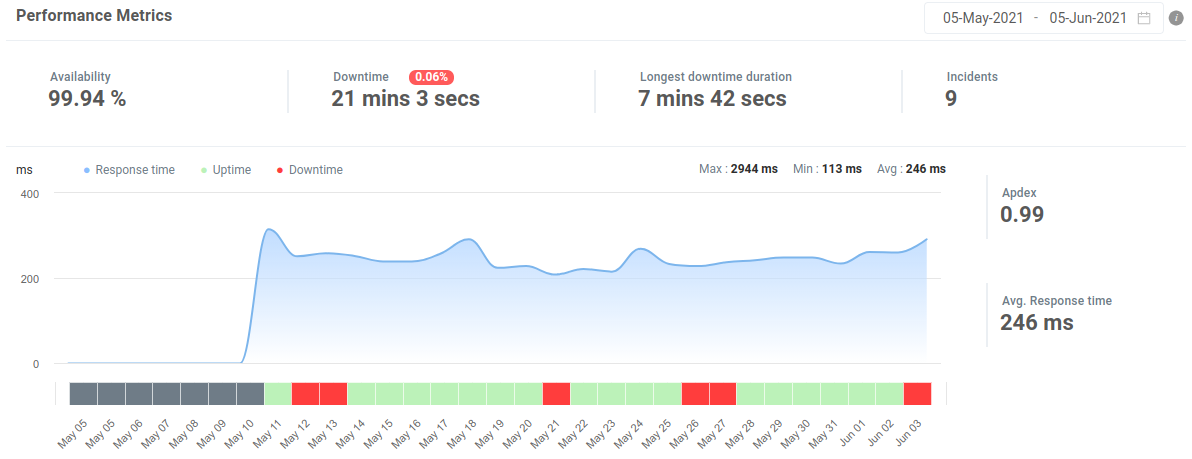 Performance Metrics
05-May-2021 - 05-Jun-2021 i
Availability
99.94 %
Downtime 0.06%
21 mins 3 secs
Longest downtime duration
7 mins 42 secs
Incidents
9
ms
Response time Uptime Downtime
Max : 2944 ms Min : 113 ms Avg : 246 ms
400
200
0
May 05 May 05 May 06 May 07 May 08 May 09 May 10 May 11 May 12 May 13 May 14 May 15 May 16 May 17 May 18 May 19 May 20 May 21 May 22 May 23 May 24 May 25 May 26 May 27 May 28 May 29 May 30 May 31 Jun 01 Jun 02 Jun 03
Apdex
0.99
Avg. Response time
246 ms